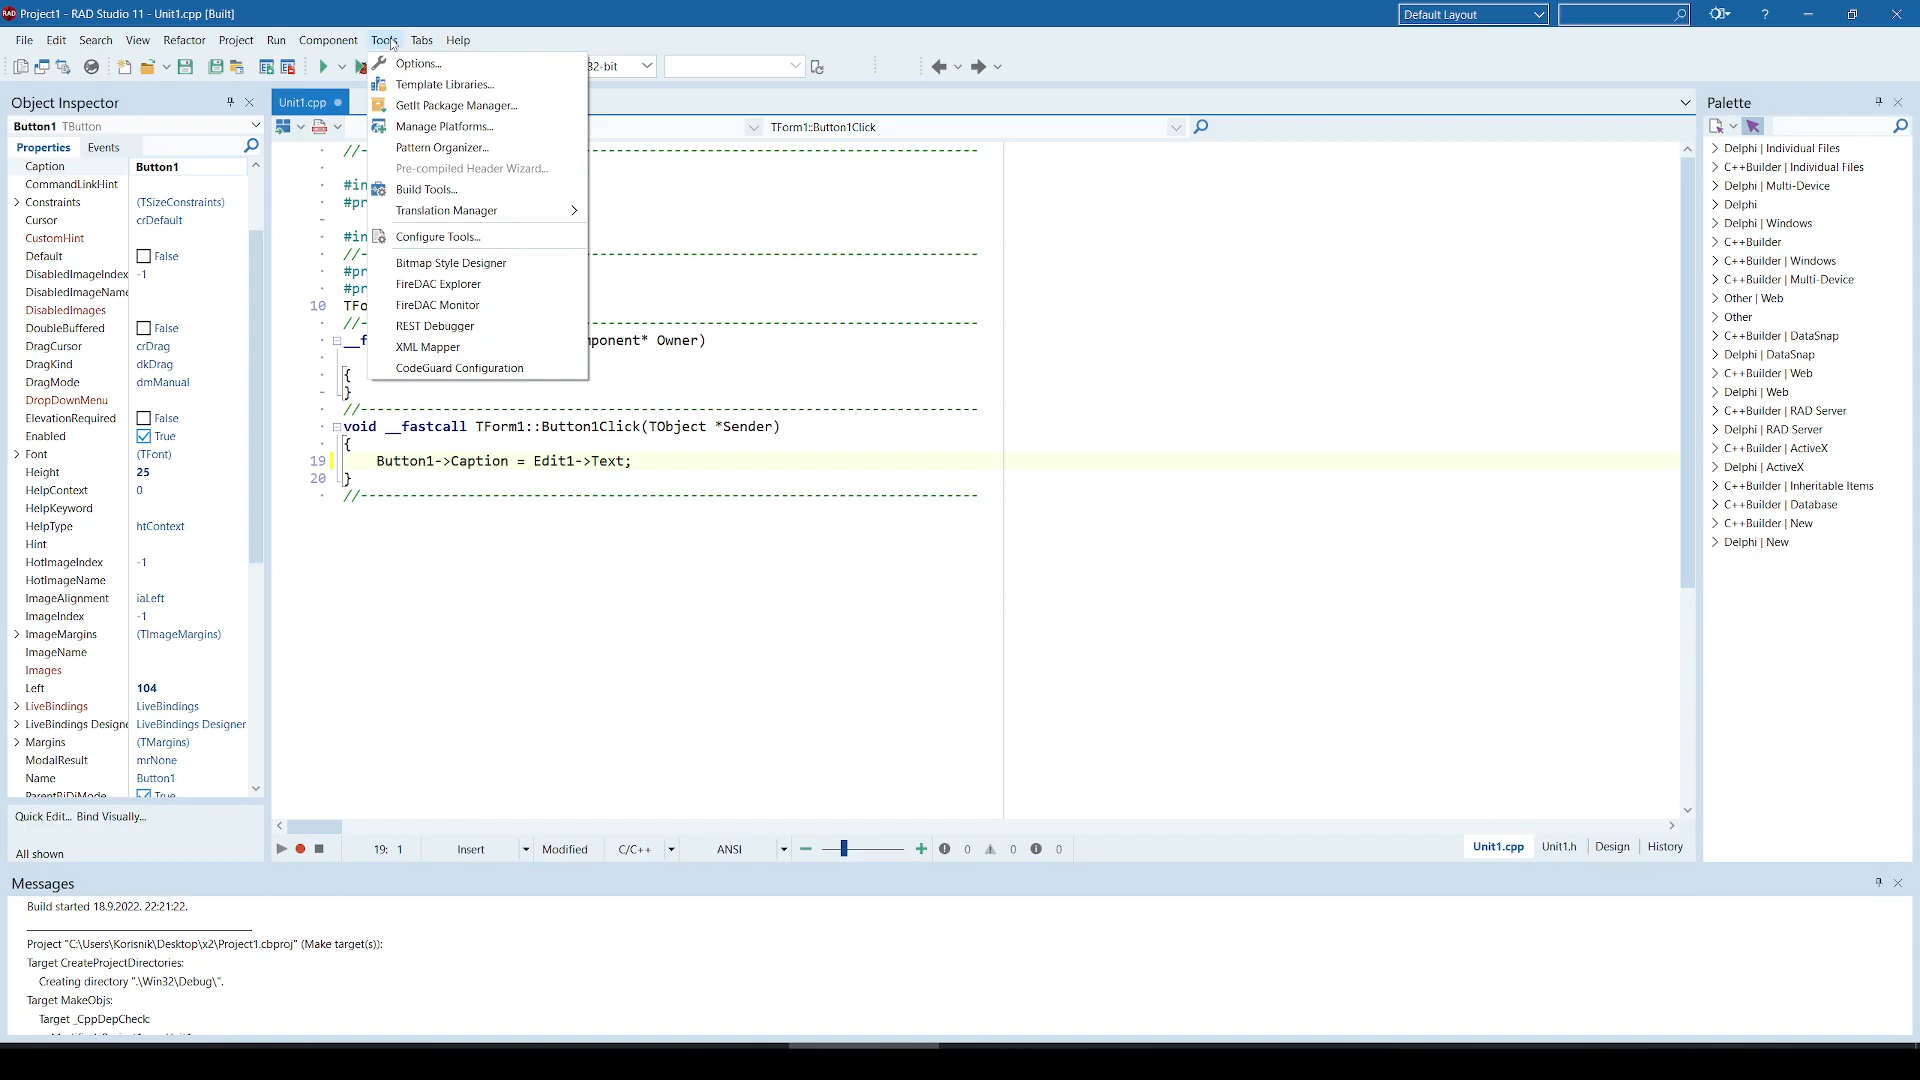 Project1 - RAD Studio 11 - Unit1.cpp [Built]
Default Layout
File Edit Search View Refactor Project Run Component Tools Tabs Help
32-bit
Options...
Template Libraries...
GetIt Package Manager...
Manage Platforms...
Pattern Organizer...
Pre-compiled Header Wizard...
Build Tools...
Translation Manager
Configure Tools...
Bitmap Style Designer
FireDAC Explorer
FireDAC Monitor
REST Debugger
XML Mapper
CodeGuard Configuration
Object Inspector
Button1 TButton
Properties Events
Caption Button1
CommandLinkHint
Constraints (TSizeConstraints)
Cursor crDefault
CustomHint
Default False
DisabledImageIndex -1
DisabledImageName
DisabledImages
DoubleBuffered False
DragCursor crDrag
DragKind dkDrag
DragMode dmManual
DropDownMenu
ElevationRequired False
Enabled True
Font (TFont)
Height 25
HelpContext 0
HelpKeyword
HelpType htContext
Hint
HotImageIndex -1
HotImageName
ImageAlignment iaLeft
ImageIndex -1
ImageMargins (TImageMargins)
ImageName
Images
Left 104
LiveBindings LiveBindings
LiveBindings Designe LiveBindings Designer
Margins (TMargins)
ModalResult mrNone
Name Button1
ParentBiDiMode True
Quick Edit... Bind Visually...
All shown
Unit1.cpp
TForm1::Button1Click
//-
#in
#pr
#in
//-
#pr
#pr
10 TFo
//-
__f ponent* Owner)
{
}
//---------------------------------------------------------------------------
void __fastcall TForm1::Button1Click(TObject *Sender)
{
19 Button1->Caption = Edit1->Text;
20 }
//---------------------------------------------------------------------------
19: 1 Insert Modified C/C++ ANSI 0 0 0
Unit1.cpp Unit1.h Design History
Palette
Delphi | Individual Files
C++Builder | Individual Files
Delphi | Multi-Device
Delphi
Delphi | Windows
C++Builder
C++Builder | Windows
C++Builder | Multi-Device
Other | Web
Other
C++Builder | DataSnap
Delphi | DataSnap
C++Builder | Web
Delphi | Web
C++Builder | RAD Server
Delphi | RAD Server
C++Builder | ActiveX
Delphi | ActiveX
C++Builder | Inheritable Items
C++Builder | Database
C++Builder | New
Delphi | New
Messages
Build started 18.9.2022. 22:21:22.
Project "C:\Users\Korisnik\Desktop\x2\Project1.cbproj" (Make target(s)):
Target CreateProjectDirectories:
Creating directory ".\Win32\Debug\".
Target MakeObjs:
Target _CppDepCheck: